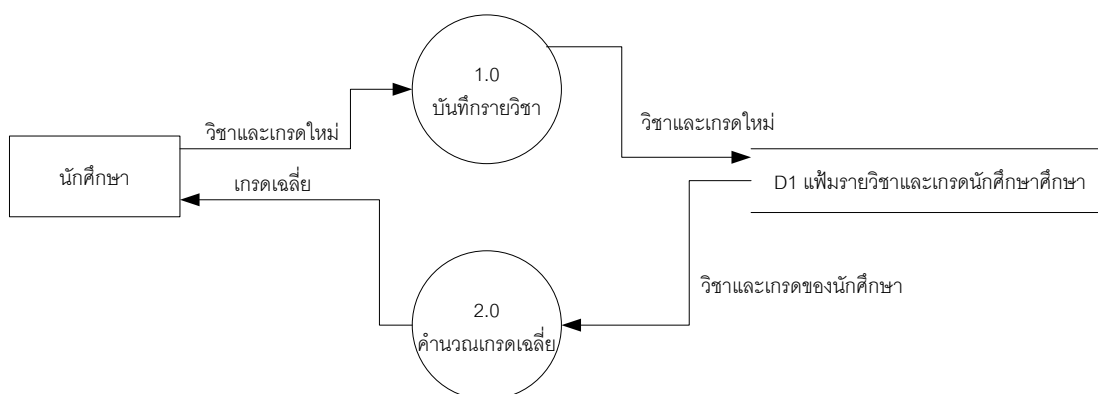 1.0
บันทึกรายวิชา
วิชาและเกรดใหม่
วิชาและเกรดใหม่
นักศึกษา
เกรดเฉลี่ย
D1 แฟ้มรายวิชาและเกรดนักศึกษาศึกษา
วิชาและเกรดของนักศึกษา
2.0
คำนวณเกรดเฉลี่ย